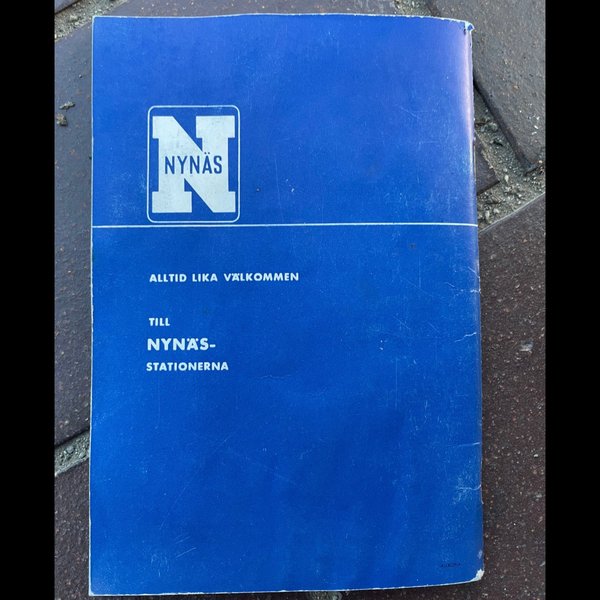 NYNÄS
ALLTID LIKA VÄLKOMMEN
TILL
NYNÄS-
STATIONERNA